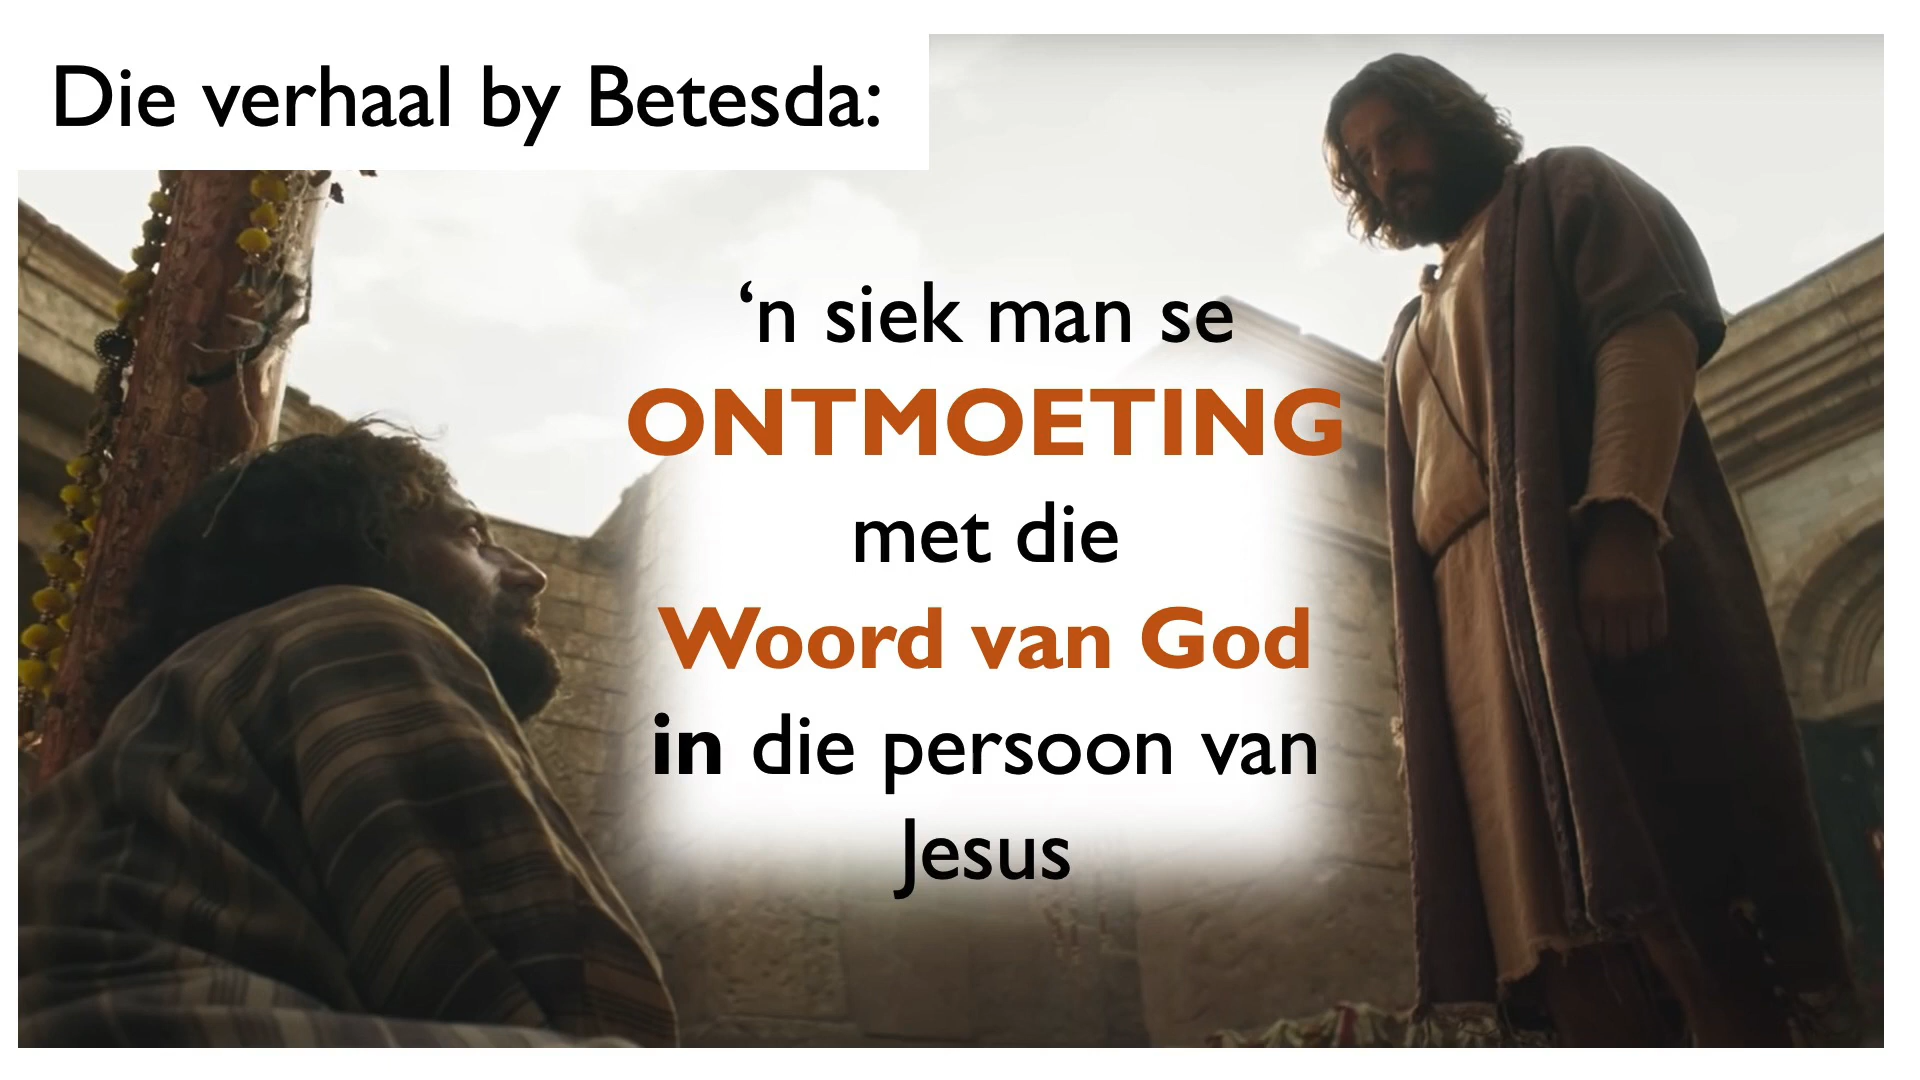 Die verhaal by Betesda:
‘n siek man se
ONTMOETING
met die
Woord van God
in die persoon van
Jesus